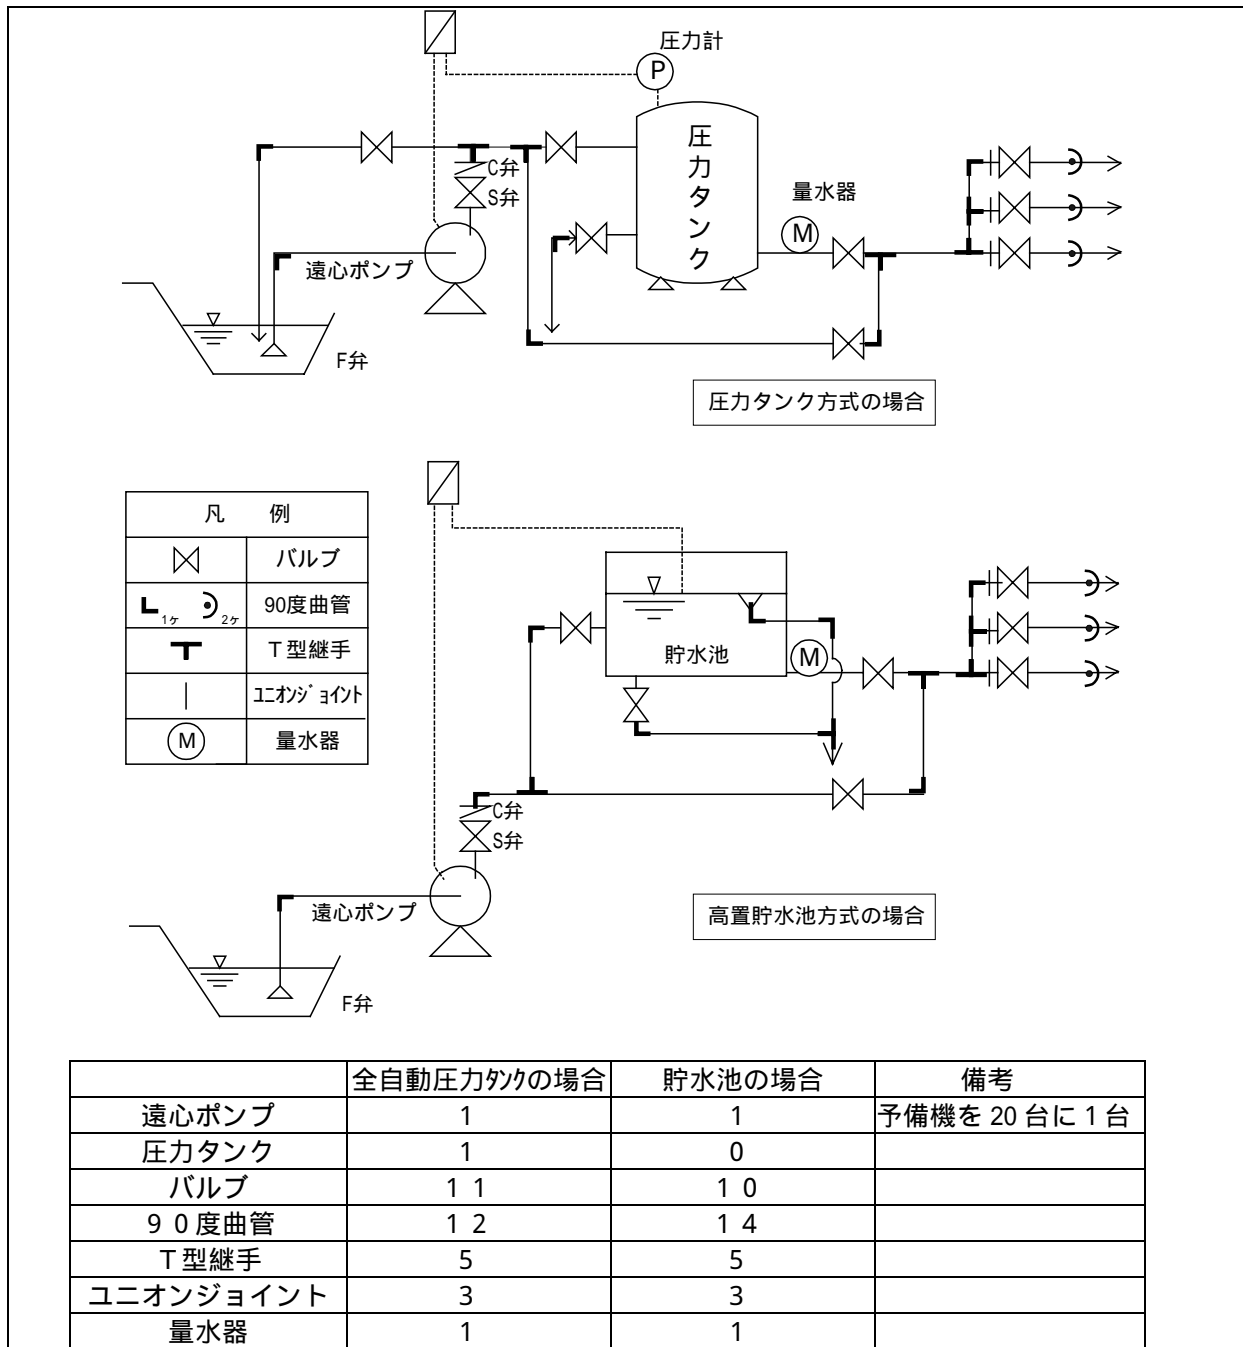 圧力計
P
圧力タンク
C弁
S弁
量水器
M
遠心ポンプ
F弁
圧力タンク方式の場合
凡 例
バルブ
1ヶ 2ヶ 90度曲管
T型継手
ﾕﾆｵﾝｼﾞｮｲﾝﾄ
M 量水器
貯水池
M
C弁
S弁
遠心ポンプ
F弁
高置貯水池方式の場合
全自動圧力ﾀﾝｸの場合 貯水池の場合 備考
遠心ポンプ 1 1 予備機を 20 台に 1 台
圧力タンク 1 0
バルブ 11 10
90度曲管 12 14
T型継手 5 5
ユニオンジョイント 3 3
量水器 1 1